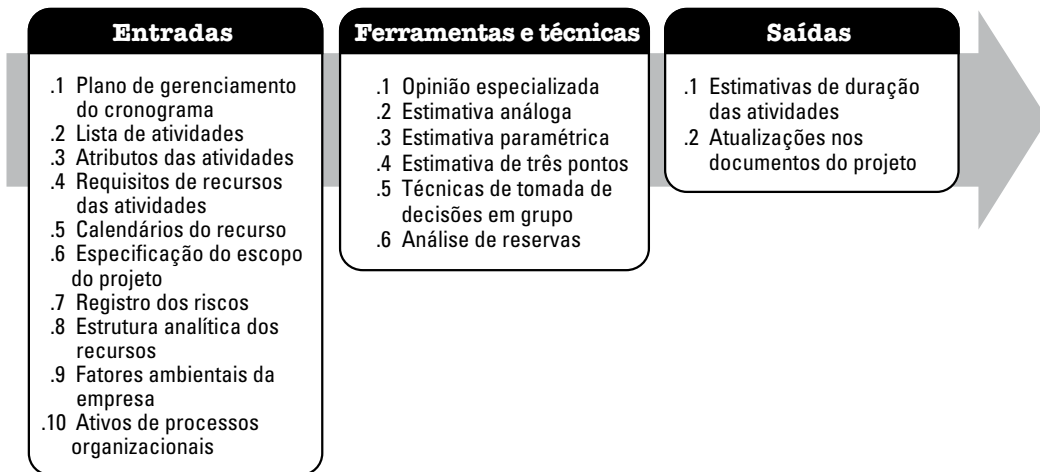 Entradas
.1 Plano de gerenciamento
do cronograma
.2 Lista de atividades
.3 Atributos das atividades
.4 Requisitos de recursos
das atividades
.5 Calendários do recurso
.6 Especificação do escopo
do projeto
.7 Registro dos riscos
.8 Estrutura analítica dos
recursos
.9 Fatores ambientais da
empresa
.10 Ativos de processos
organizacionais
Ferramentas e técnicas
.1 Opinião especializada
.2 Estimativa análoga
.3 Estimativa paramétrica
.4 Estimativa de três pontos
.5 Técnicas de tomada de
decisões em grupo
.6 Análise de reservas
Saídas
.1 Estimativas de duração
das atividades
.2 Atualizações nos
documentos do projeto